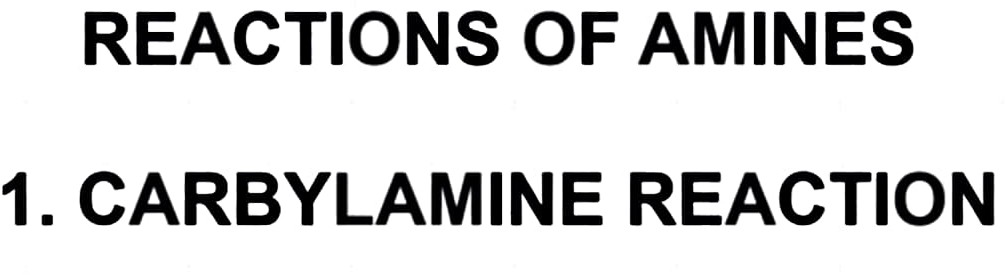 REACTIONS OF AMINES
1. CARBYLAMINE REACTION